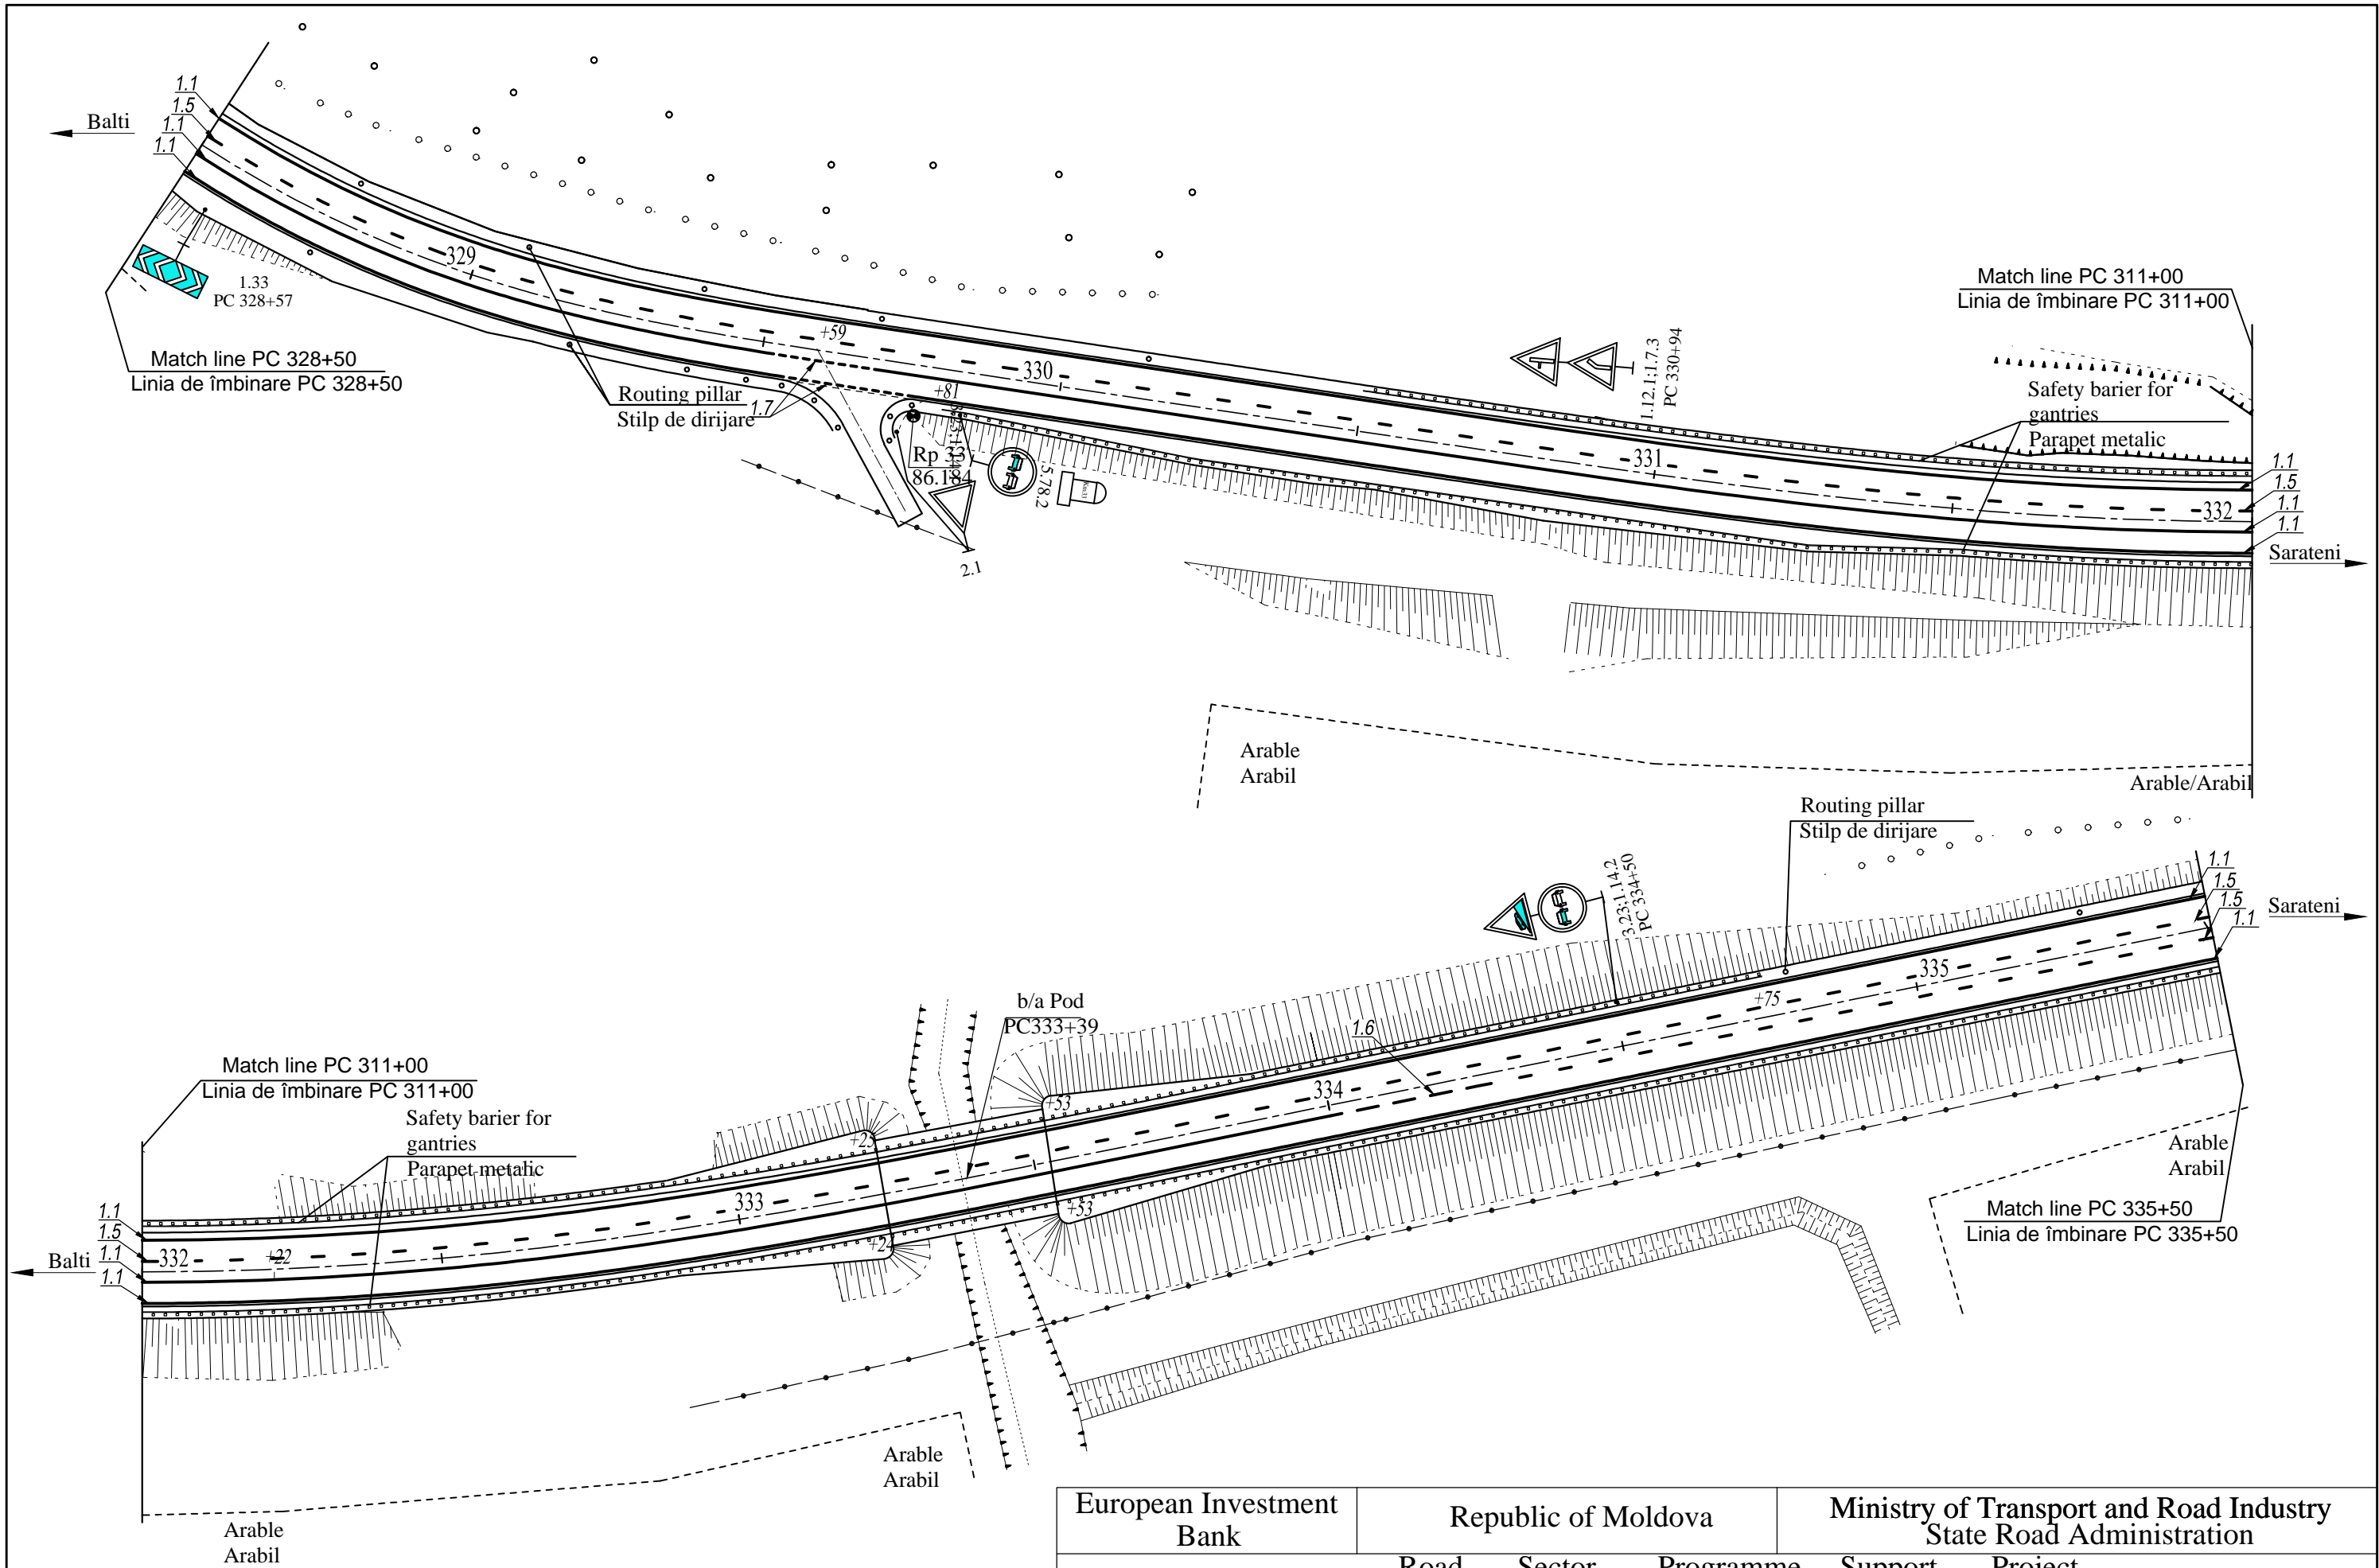 Balti
1.1
1.5
1.1
1.1
1.33
PC 328+57
Match line PC 328+50
Linia de îmbinare PC 328+50
329
+59
Routing pillar
Stilp de dirijare
1.7
330
+81
Rp 33
86.184
5.78.2
2.1
1.12.1;1.7.3
PC 330+94
331
Match line PC 311+00
Linia de îmbinare PC 311+00
Safety barier for
gantries
Parapet metalic
332
1.1
1.5
1.1
1.1
Sarateni
Arable
Arabil
Arable/Arabil
Routing pillar
Stilp de dirijare
3.23;1.14.2
PC 334+50
1.1
1.5
1.5
1.1
Sarateni
335
+75
b/a Pod
PC333+39
1.6
334
+53
+53
Match line PC 311+00
Linia de îmbinare PC 311+00
Safety barier for
gantries
Parapet metalic
+25
333
+24
1.1
1.5
1.1
1.1
Balti
332
+22
Arable
Arabil
Match line PC 335+50
Linia de îmbinare PC 335+50
Arable
Arabil
Arable
Arabil
European Investment
Bank
Republic of Moldova
Ministry of Transport and Road Industry
State Road Administration
Road Sector Programme Support Project